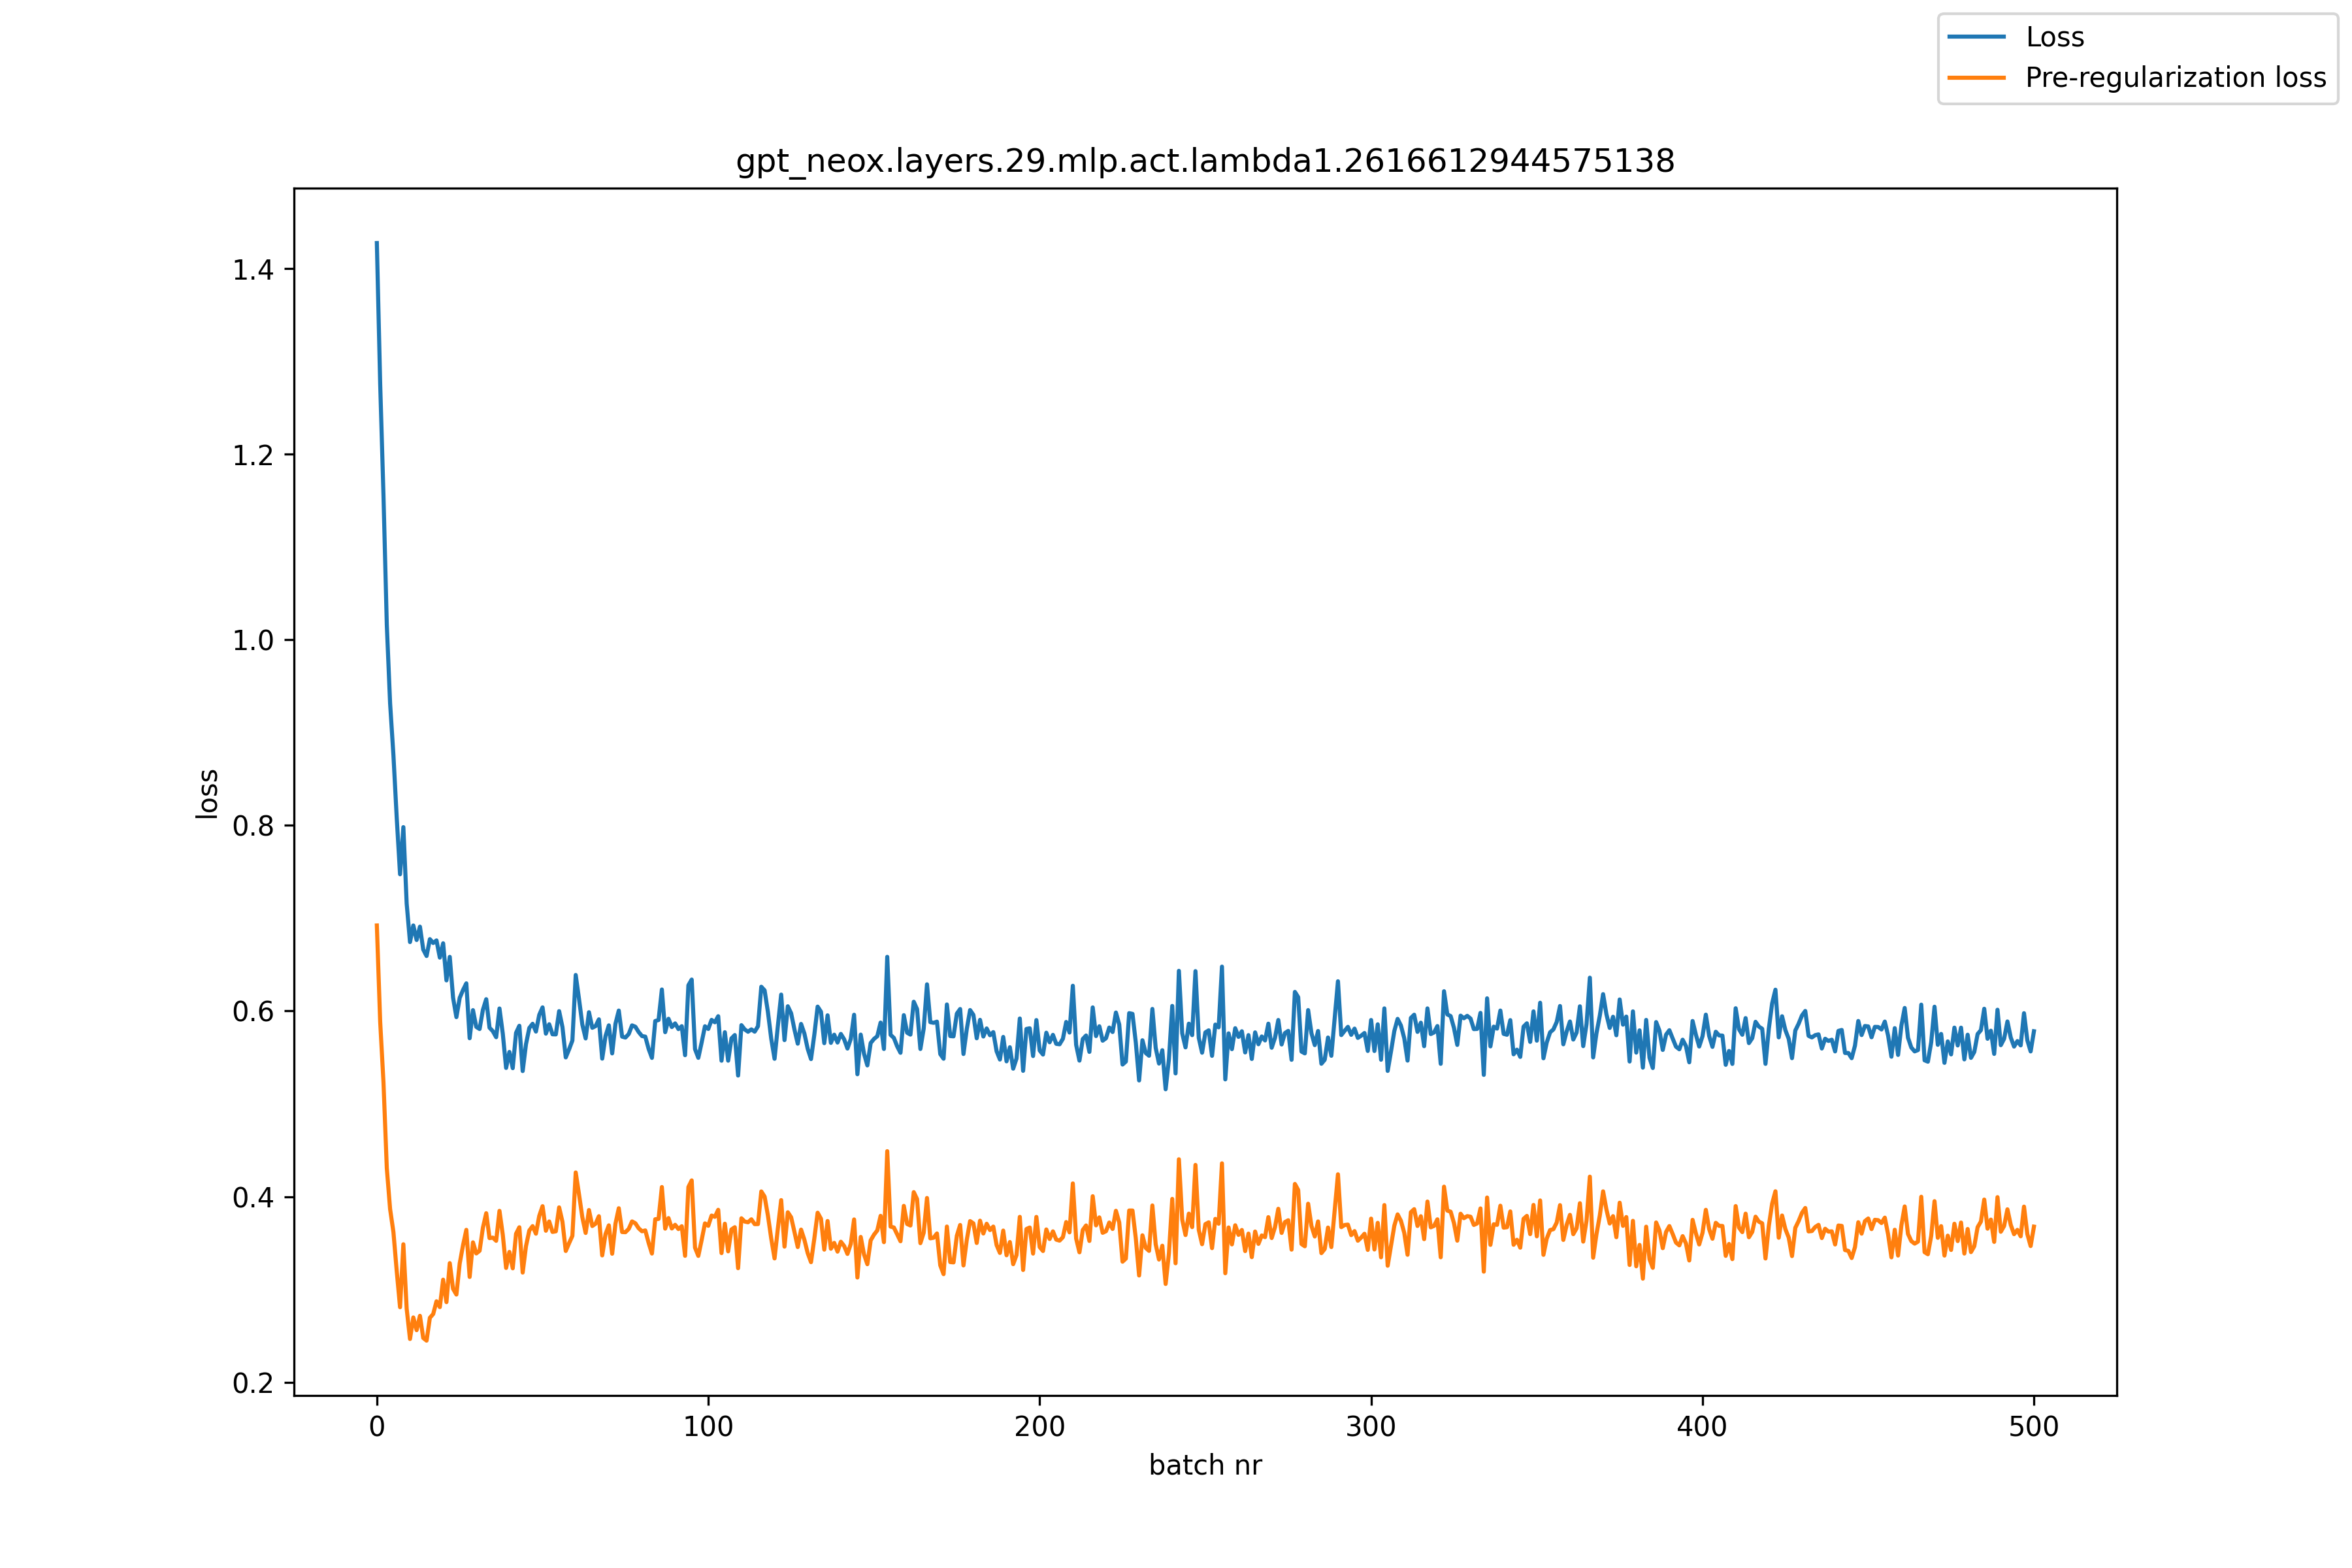 Loss
Pre-regularization loss
gpt_neox.layers.29.mlp.act.lambda1.2616612944575138
1.4
1.2
1.0
0.8
0.6
0.4
0.2
loss
0 100 200 300 400 500
batch nr